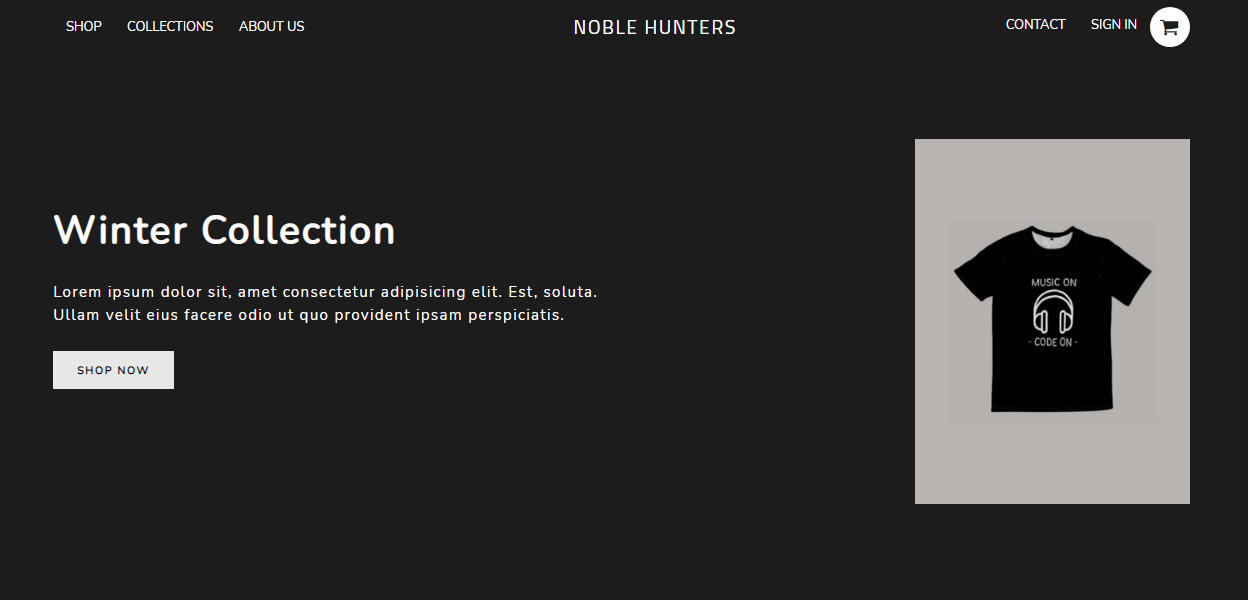 SHOP COLLECTIONS ABOUT US NOBLE HUNTERS CONTACT SIGN IN
Winter Collection
Lorem ipsum dolor sit, amet consectetur adipisicing elit. Est, soluta.
Ullam velit eius facere odio ut quo provident ipsam perspiciatis.
SHOP NOW
MUSIC ON
- CODE ON -